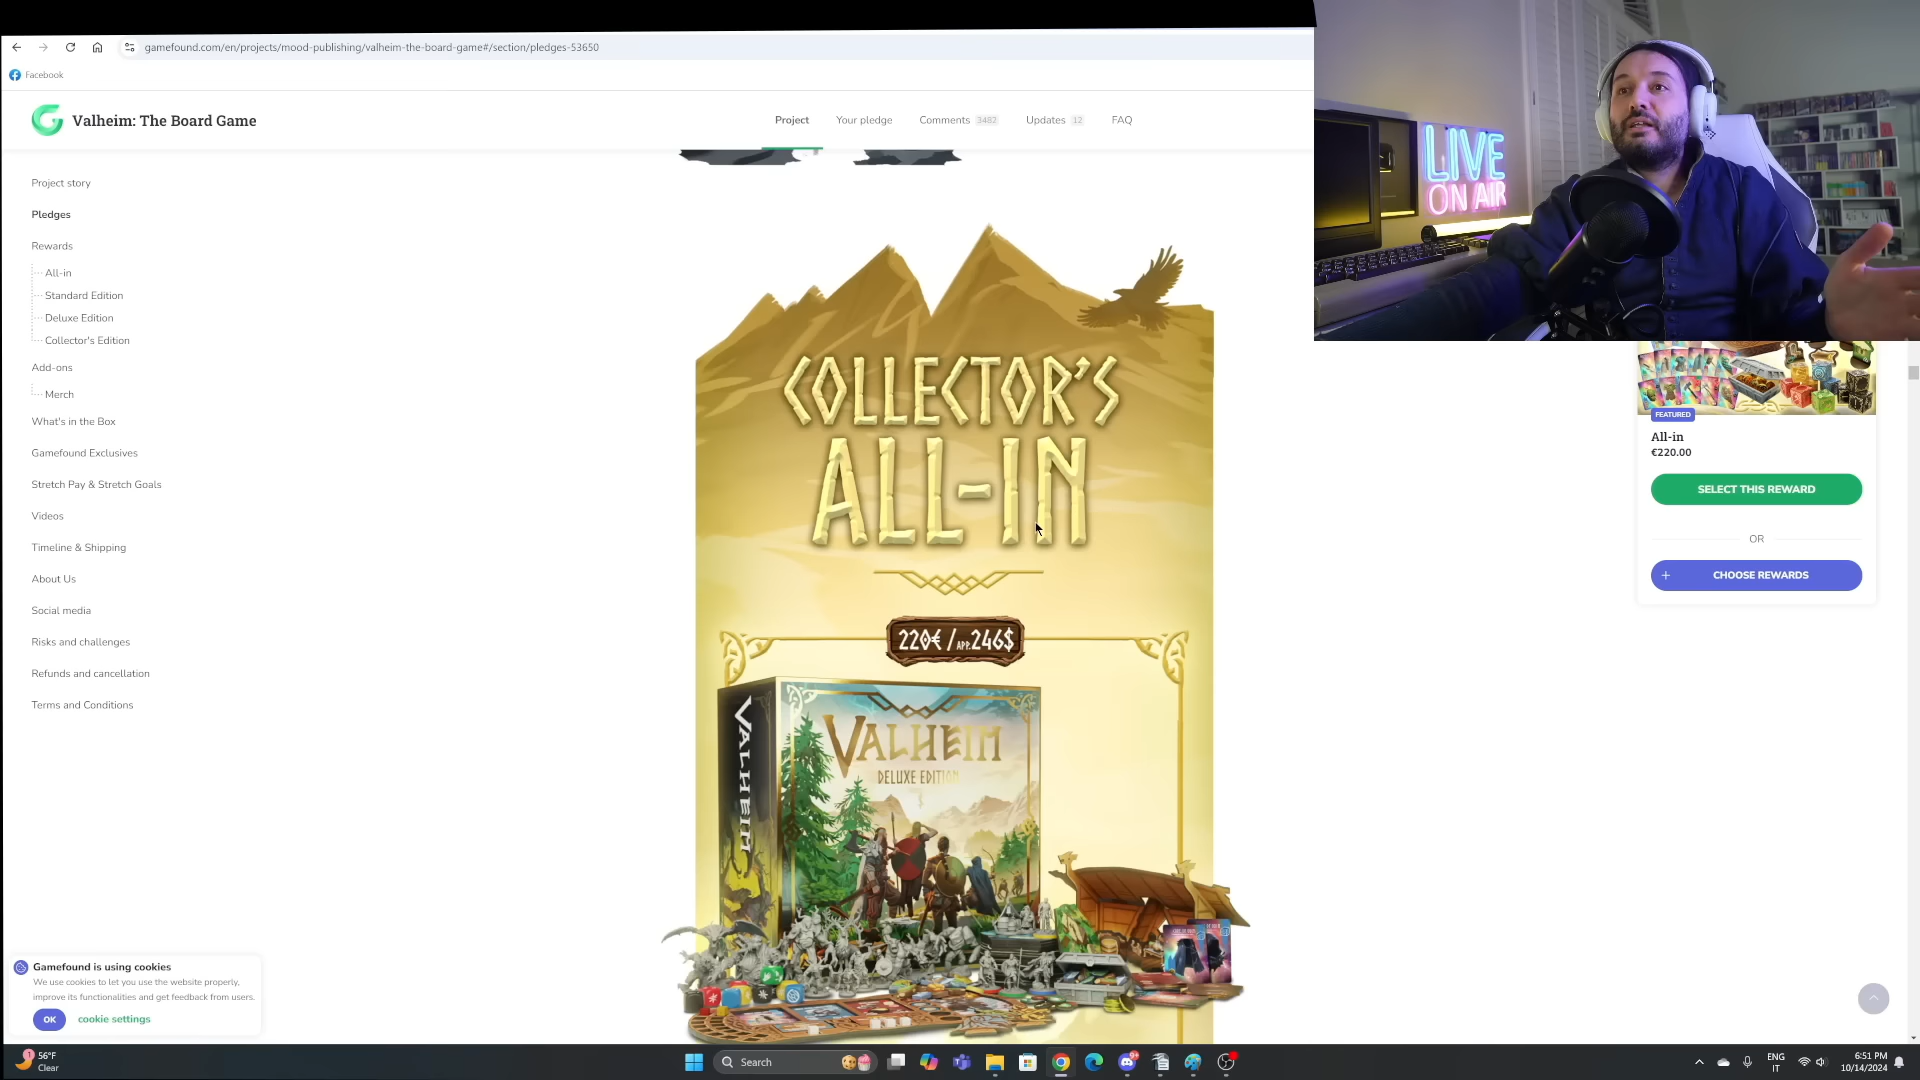 gamefound.com/en/projects/mood-publishing/valheim-the-board-game#/section/pledges-53650
Facebook
Valheim: The Board Game
Project
Your pledge
Comments 3482
Updates 12
FAQ
Project story
Pledges
Rewards
All-in
Standard Edition
Deluxe Edition
Collector's Edition
Add-ons
Merch
What's in the Box
Gamefound Exclusives
Stretch Pay & Stretch Goals
Videos
Timeline & Shipping
About Us
Social media
Risks and challenges
Refunds and cancellation
Terms and Conditions
COLLECTOR'S
ALL-IN
220€ / APP. 246$
VALHEIM
VALHEIM
DELUXE EDITION
LIVE
ON AIR
FEATURED
All-in
€220.00
SELECT THIS REWARD
OR
+ CHOOSE REWARDS
Gamefound is using cookies
We use cookies to let you use the website properly,
improve its functionalities and get feedback from users.
OK
cookie settings
1
56°F
Clear
Search
ENG
IT
6:51 PM
10/14/2024